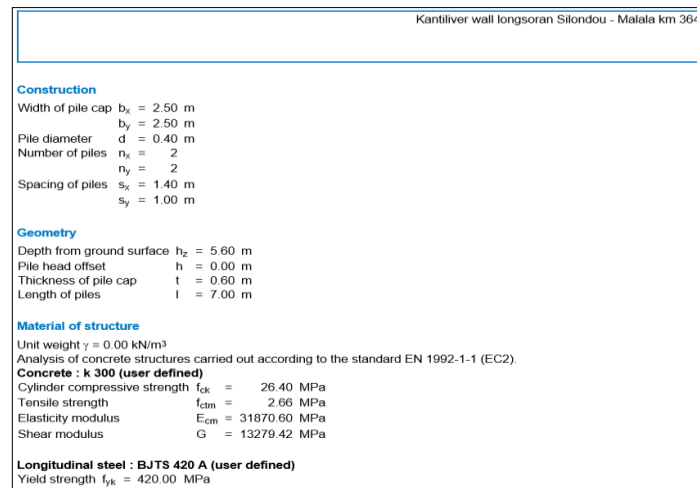 Kantiliver wall longsoran Silondou - Malala km 364
Construction
Width of pile cap bx = 2.50 m
by = 2.50 m
Pile diameter d = 0.40 m
Number of piles nx = 2
ny = 2
Spacing of piles sx = 1.40 m
sy = 1.00 m
Geometry
Depth from ground surface hz = 5.60 m
Pile head offset h = 0.00 m
Thickness of pile cap t = 0.60 m
Length of piles l = 7.00 m
Material of structure
Unit weight γ = 0.00 kN/m³
Analysis of concrete structures carried out according to the standard EN 1992-1-1 (EC2).
Concrete : k 300 (user defined)
Cylinder compressive strength fck = 26.40 MPa
Tensile strength fctm = 2.66 MPa
Elasticity modulus Ecm = 31870.60 MPa
Shear modulus G = 13279.42 MPa
Longitudinal steel : BJTS 420 A (user defined)
Yield strength fyk = 420.00 MPa